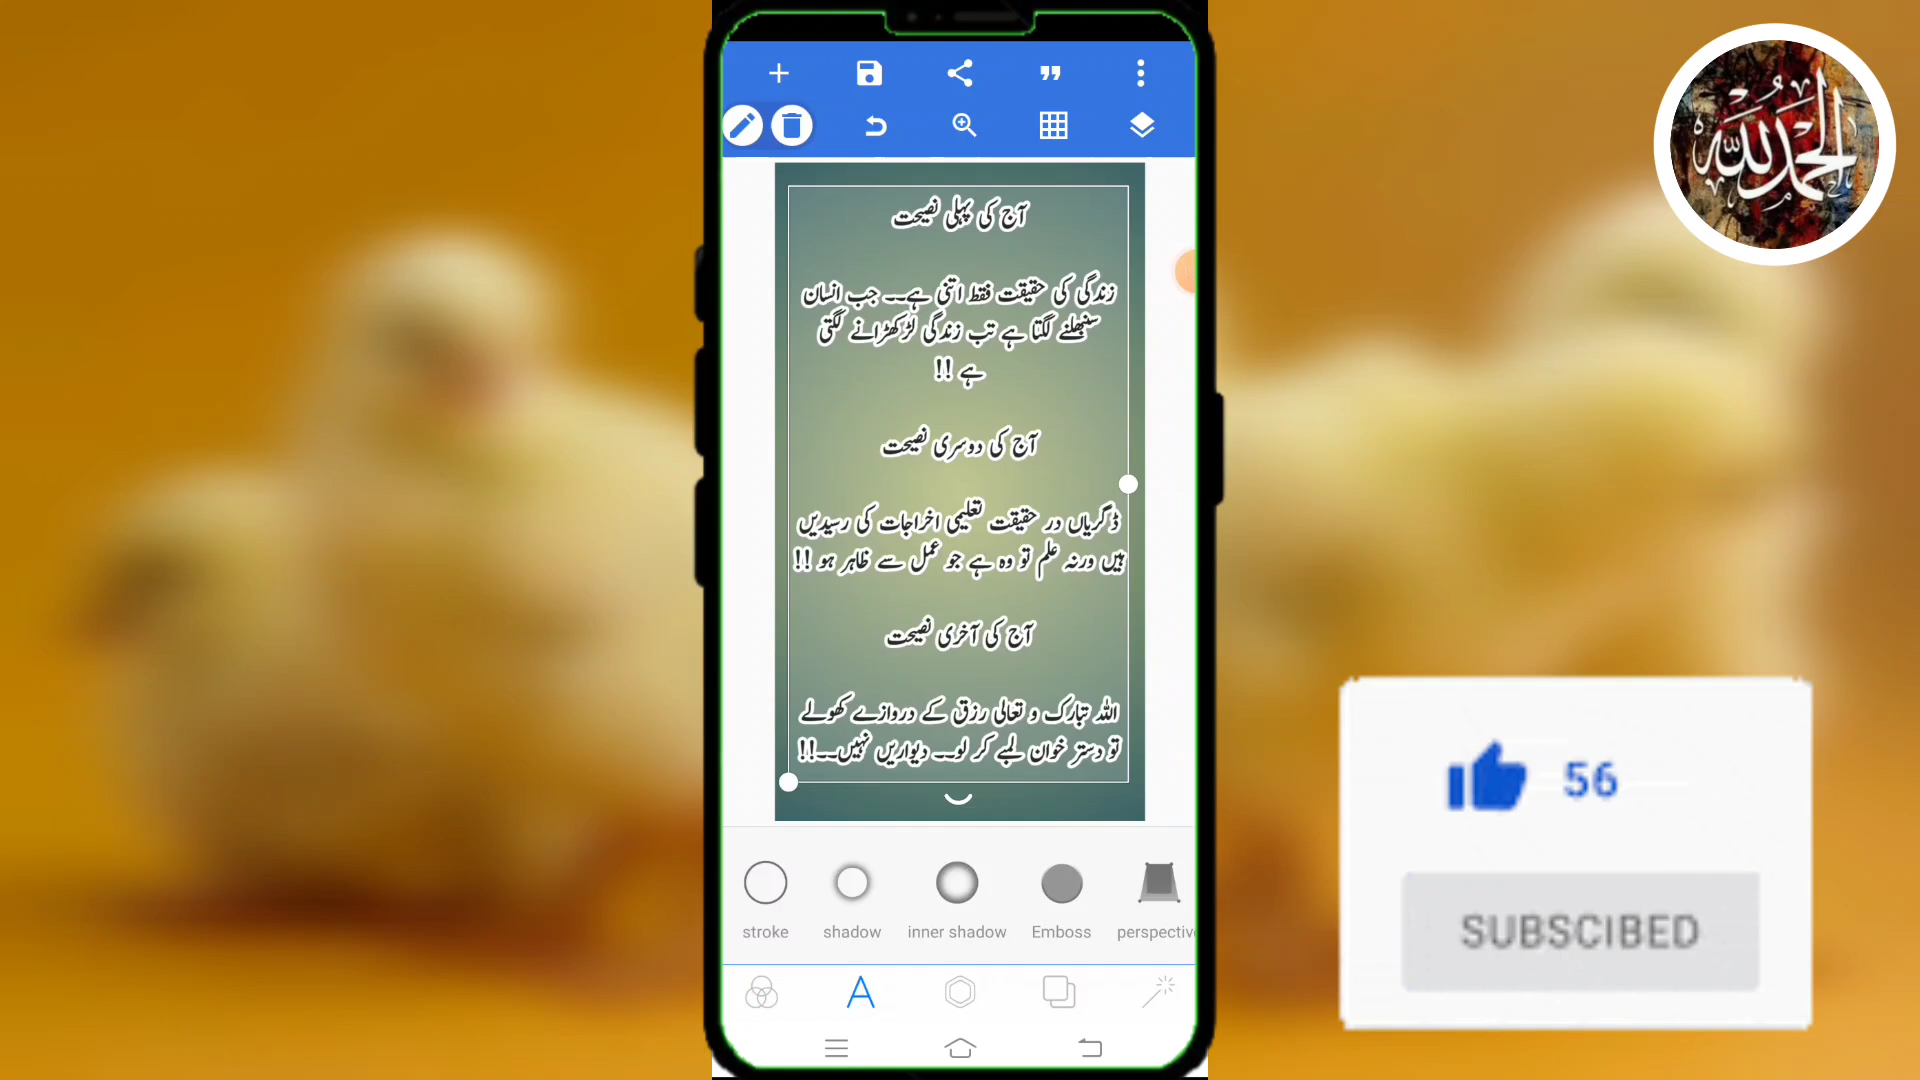 آج کی پہلی نصیحت
زندگی کی حقیقت فقط اتنی ہے۔۔ جب انسان
سنبھلنے لگتا ہے تب زندگی لڑکھڑانے لگتی
ہے !!
آج کی دوسری نصیحت
ڈگریاں در حقیقت تعلیمی اخراجات کی رسیدیں
ہیں ورنہ علم تو وہ ہے جو عمل سے ظاہر ہو !!
آج کی آخری نصیحت
اللہ تبارک و تعالی رزق کے دروازے کھولے
تو دستر خوان لمبے کر لو۔۔ دیواریں نہیں۔۔!!
stroke
shadow
inner shadow
Emboss
perspectiv
الحمدللہ
56
SUBSCIBED